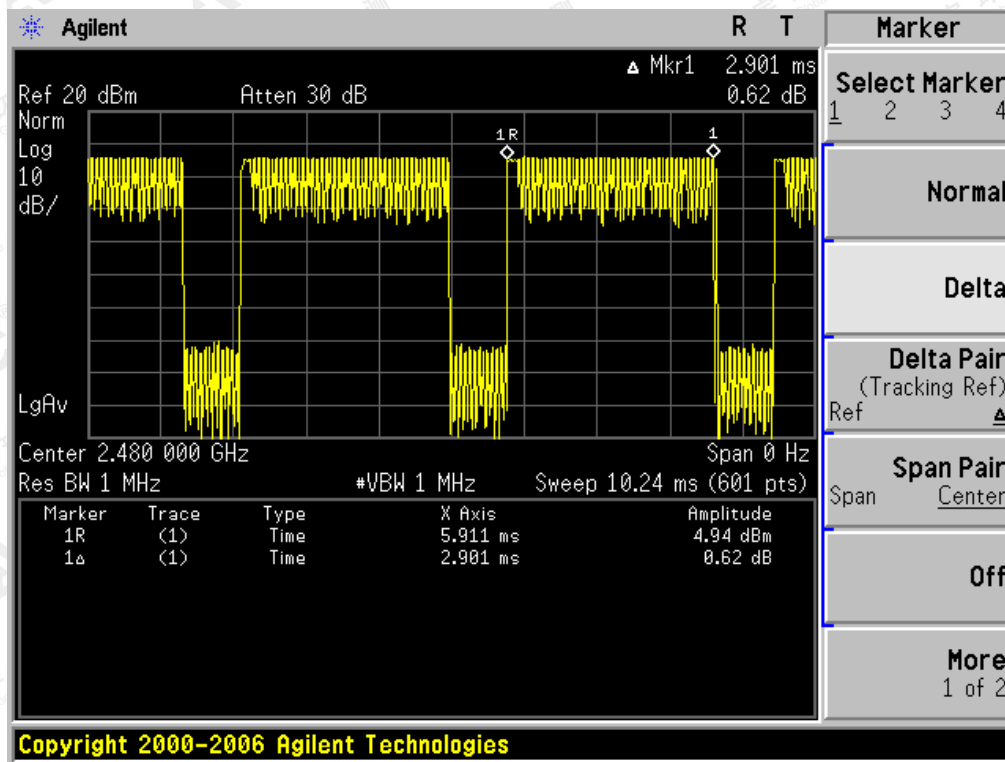 Agilent R T
Δ Mkr1 2.901 ms
Ref 20 dBm Atten 30 dB 0.62 dB
Norm
Log
10
dB/
1R 1
LgAv
Center 2.480 000 GHz Span 0 Hz
Res BW 1 MHz #VBW 1 MHz Sweep 10.24 ms (601 pts)
Marker Trace Type X Axis Amplitude
1R (1) Time 5.911 ms 4.94 dBm
1Δ (1) Time 2.901 ms 0.62 dB
Copyright 2000-2006 Agilent Technologies
Marker
Select Marker
1 2 3 4
Normal
Delta
Delta Pair
(Tracking Ref)
Ref Δ
Span Pair
Span Center
Off
More
1 of 2